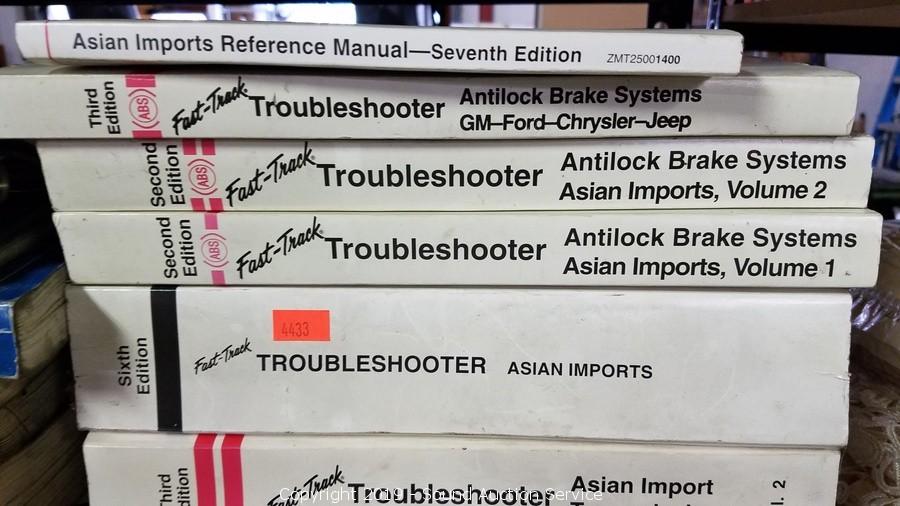 Asian Imports Reference Manual—Seventh Edition ZMT25001400
Third
Edition
(ABS)
Fast-Track Troubleshooter
Antilock Brake Systems
GM–Ford–Chrysler–Jeep
Second
Edition
(ABS)
Fast-Track Troubleshooter
Antilock Brake Systems
Asian Imports, Volume 2
Second
Edition
(ABS)
Fast-Track Troubleshooter
Antilock Brake Systems
Asian Imports, Volume 1
Sixth
Edition
4433
Fast-Track TROUBLESHOOTER ASIAN IMPORTS
Third
Edition
Fast-Track Troubleshooter
Asian Import
Copyright 2019 - Sound Auction Service